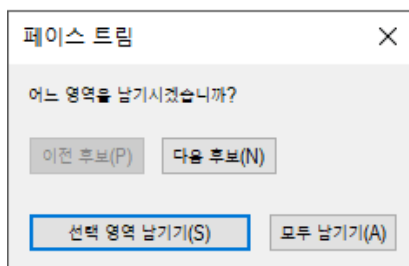 페이스 트림
어느 영역을 남기시겠습니까?
이전 후보(P) 다음 후보(N)
선택 영역 남기기(S) 모두 남기기(A)